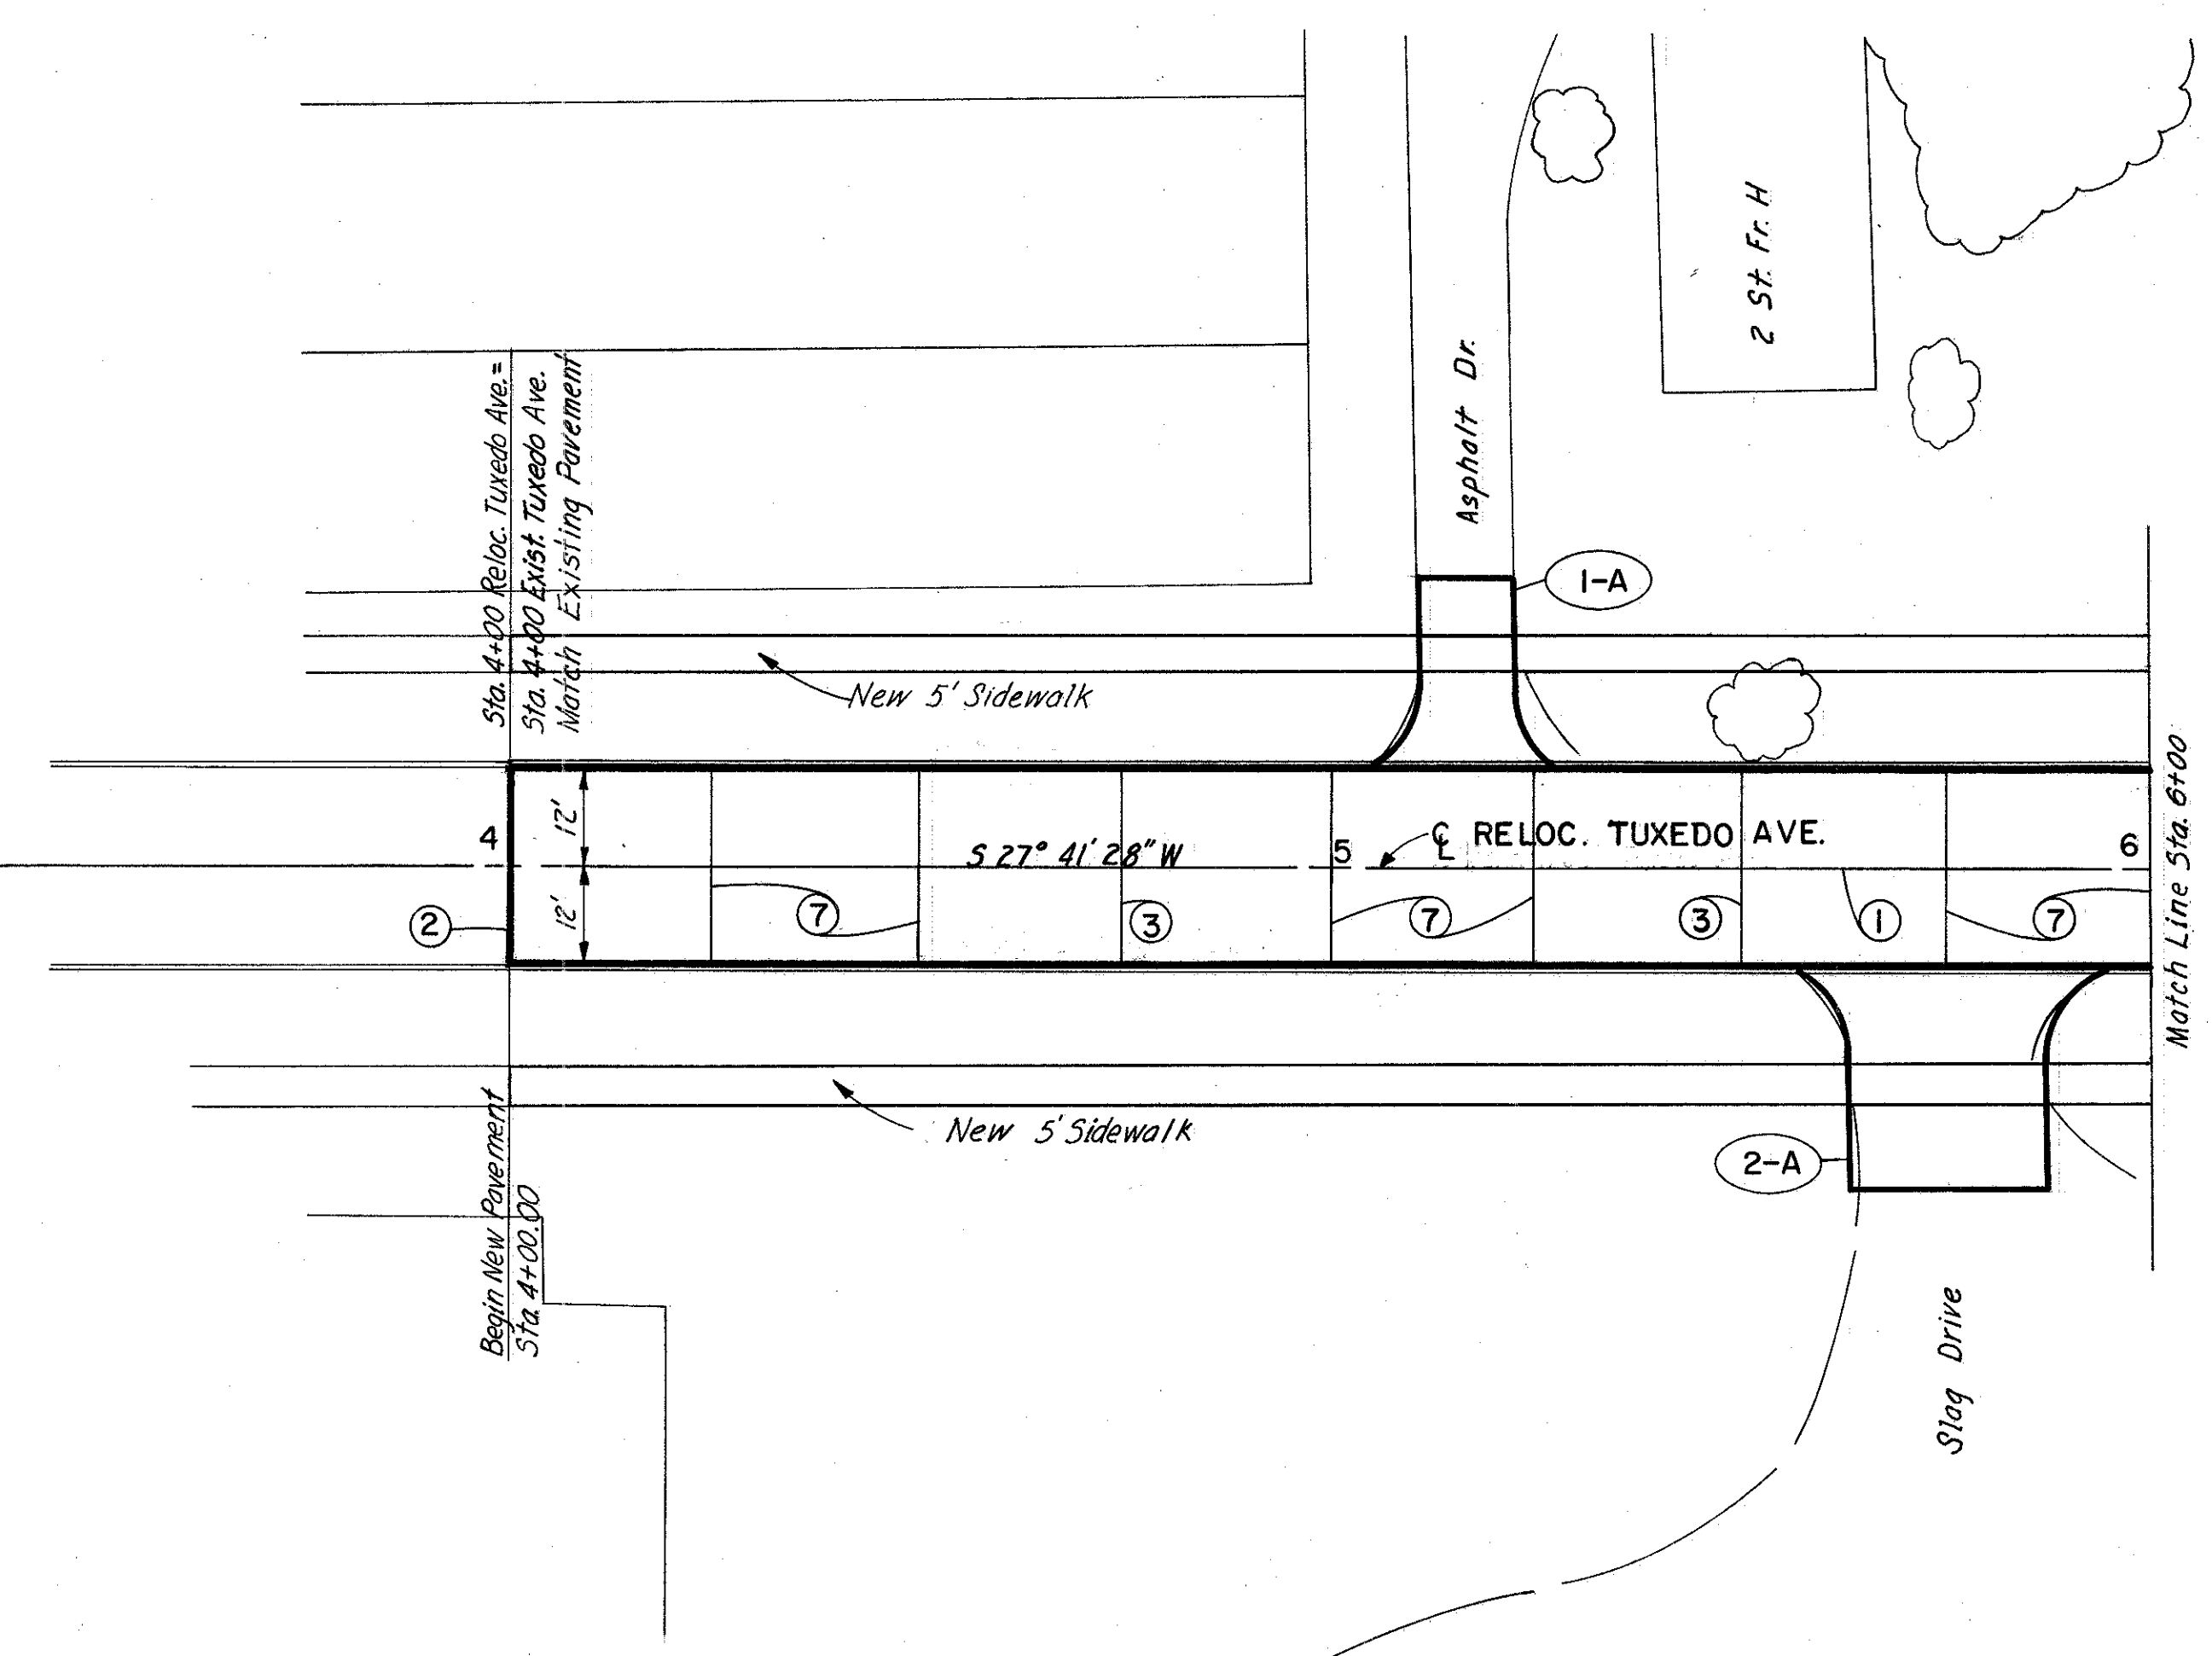 2 St. Fr. H
Asphalt Dr.
Sta. 4+00 Reloc. Tuxedo Ave. =
Sta. 4+00 Exist. Tuxedo Ave.
Match Existing Pavement
1-A
New 5' Sidewalk
4
12'
12'
S 27° 41' 28" W
5
℄ RELOC. TUXEDO AVE.
6
2
7
3
7
3
1
7
Match Line Sta. 6+00
New 5' Sidewalk
2-A
Begin New Pavement
Sta. 4+00.00
Slag Drive